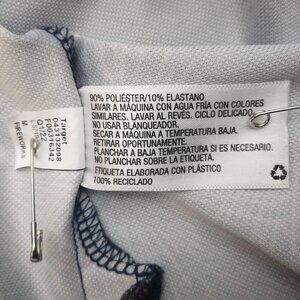 90% POLIÉSTER/10% ELASTANO
LAVAR A MÁQUINA CON AGUA FRÍA CON COLORES
SIMILARES. LAVAR AL REVÉS. CICLO DELICADO.
NO USAR BLANQUEADOR.
SECAR A MÁQUINA A TEMPERATURA BAJA.
RETIRAR OPORTUNAMENTE.
PLANCHAR A BAJA TEMPERATURA SI ES NECESARIO.
NO PLANCHAR SOBRE LA ETIQUETA.
ETIQUETA ELABORADA CON PLÁSTICO
100% RECICLADO
Target
FIREWORKS
M